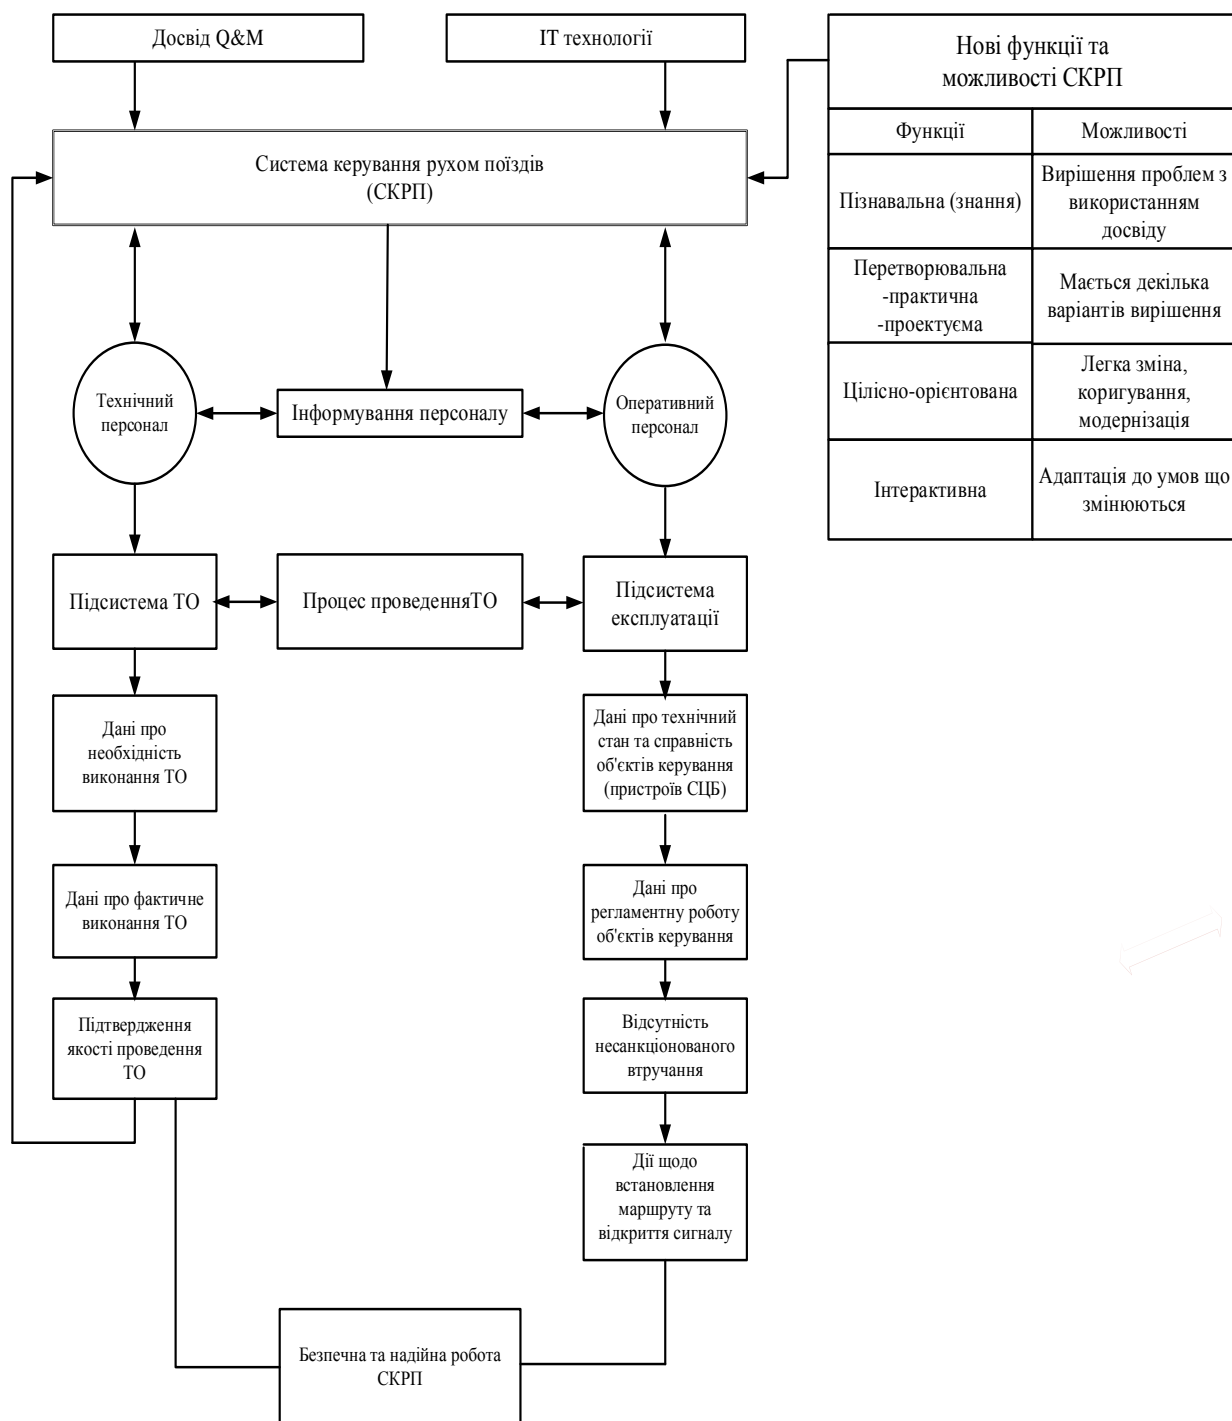 Досвід Q&M
ІТ технології
Нові функції та
можливості СКРП
Функції
Можливості
Пізнавальна (знання)
Вирішення проблем з
використанням
досвіду
Перетворювальна
-практична
-проектуєма
Мається декілька
варіантів вирішення
Цілісно-орієнтована
Легка зміна,
коригування,
модернізація
Інтерактивна
Адаптація до умов що
змінюються
Система керування рухом поїздів
(СКРП)
Технічний
персонал
Інформування персоналу
Оперативний
персонал
Підсистема ТО
Процес проведенняТО
Підсистема
експлуатації
Дані про
необхідність
виконання ТО
Дані про технічний
стан та справність
об'єктів керування
(пристроїв СЦБ)
Дані про фактичне
виконання ТО
Дані про
регламентну роботу
об'єктів керування
Підтвердження
якості проведення
ТО
Відсутність
несанкціонованого
втручання
Дії щодо
встановлення
маршруту та
відкриття сигналу
Безпечна та надійна робота
СКРП